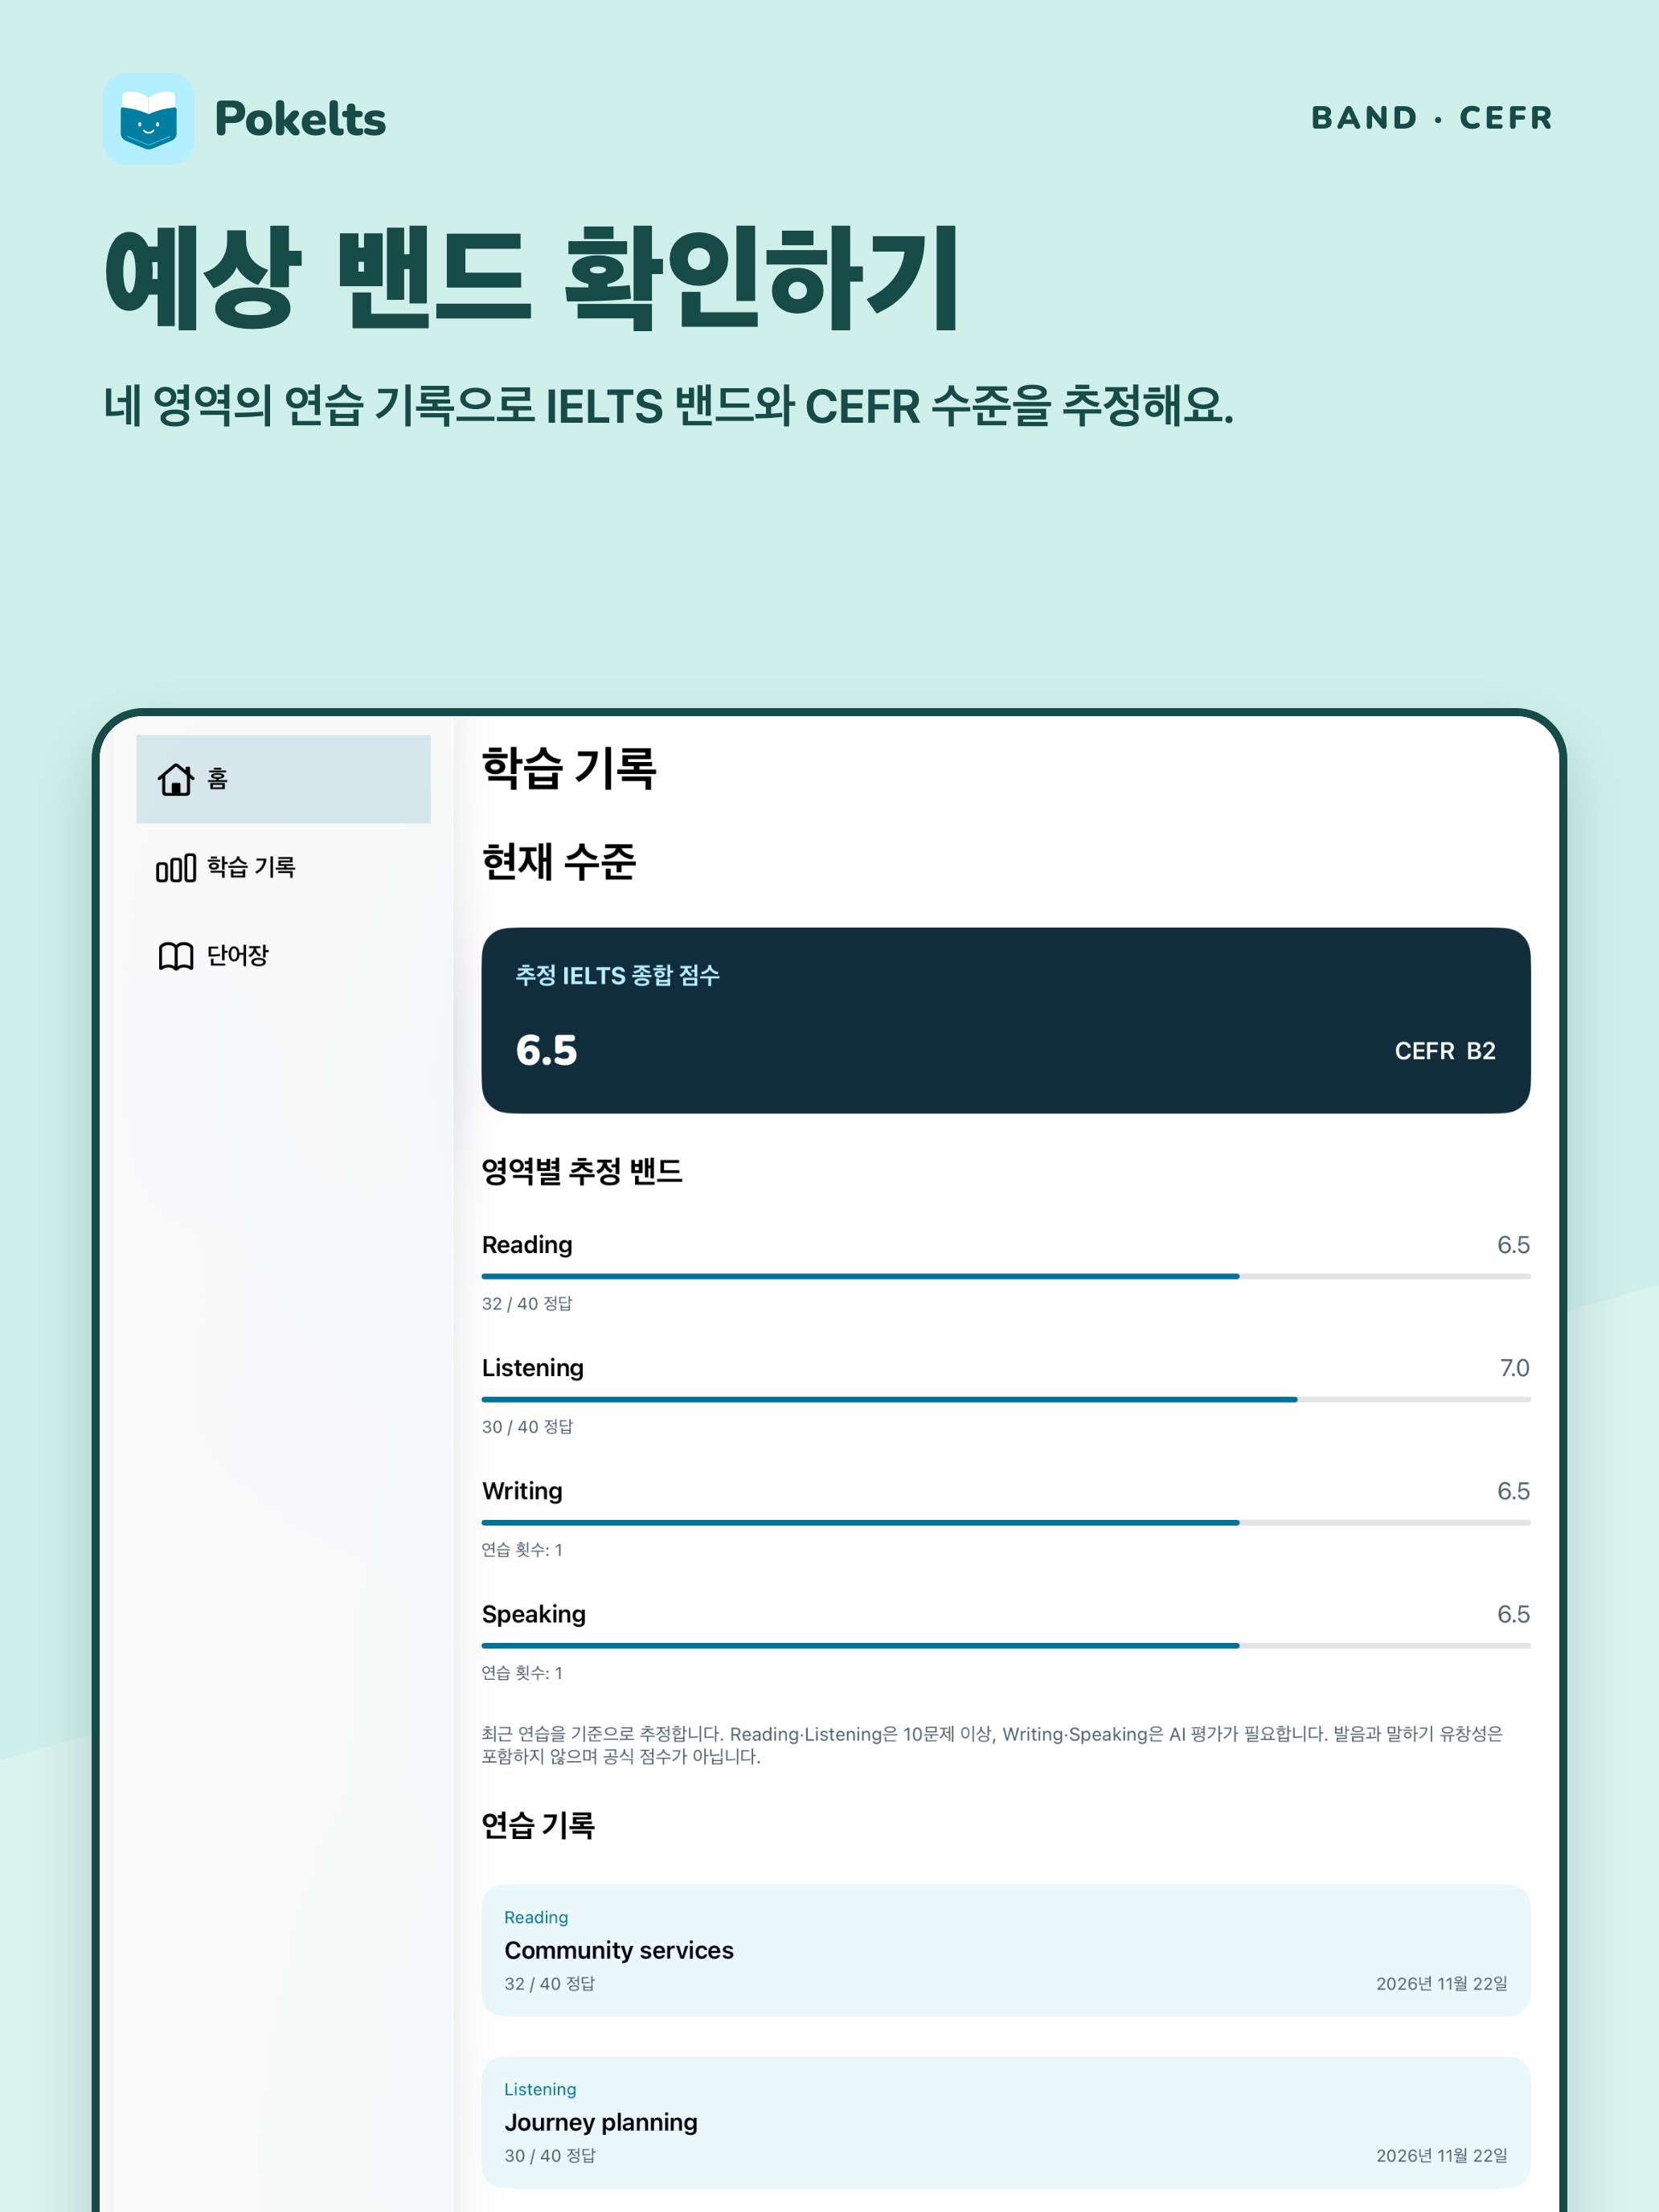 Pokelts
BAND · CEFR
예상 밴드 확인하기
네 영역의 연습 기록으로 IELTS 밴드와 CEFR 수준을 추정해요.
홈
학습 기록
단어장
학습 기록
현재 수준
추정 IELTS 종합 점수
6.5
CEFR B2
영역별 추정 밴드
Reading
6.5
32 / 40 정답
Listening
7.0
30 / 40 정답
Writing
6.5
연습 횟수: 1
Speaking
6.5
연습 횟수: 1
최근 연습을 기준으로 추정합니다. Reading·Listening은 10문제 이상, Writing·Speaking은 AI 평가가 필요합니다. 발음과 말하기 유창성은
포함하지 않으며 공식 점수가 아닙니다.
연습 기록
Reading
Community services
32 / 40 정답
2026년 11월 22일
Listening
Journey planning
30 / 40 정답
2026년 11월 22일